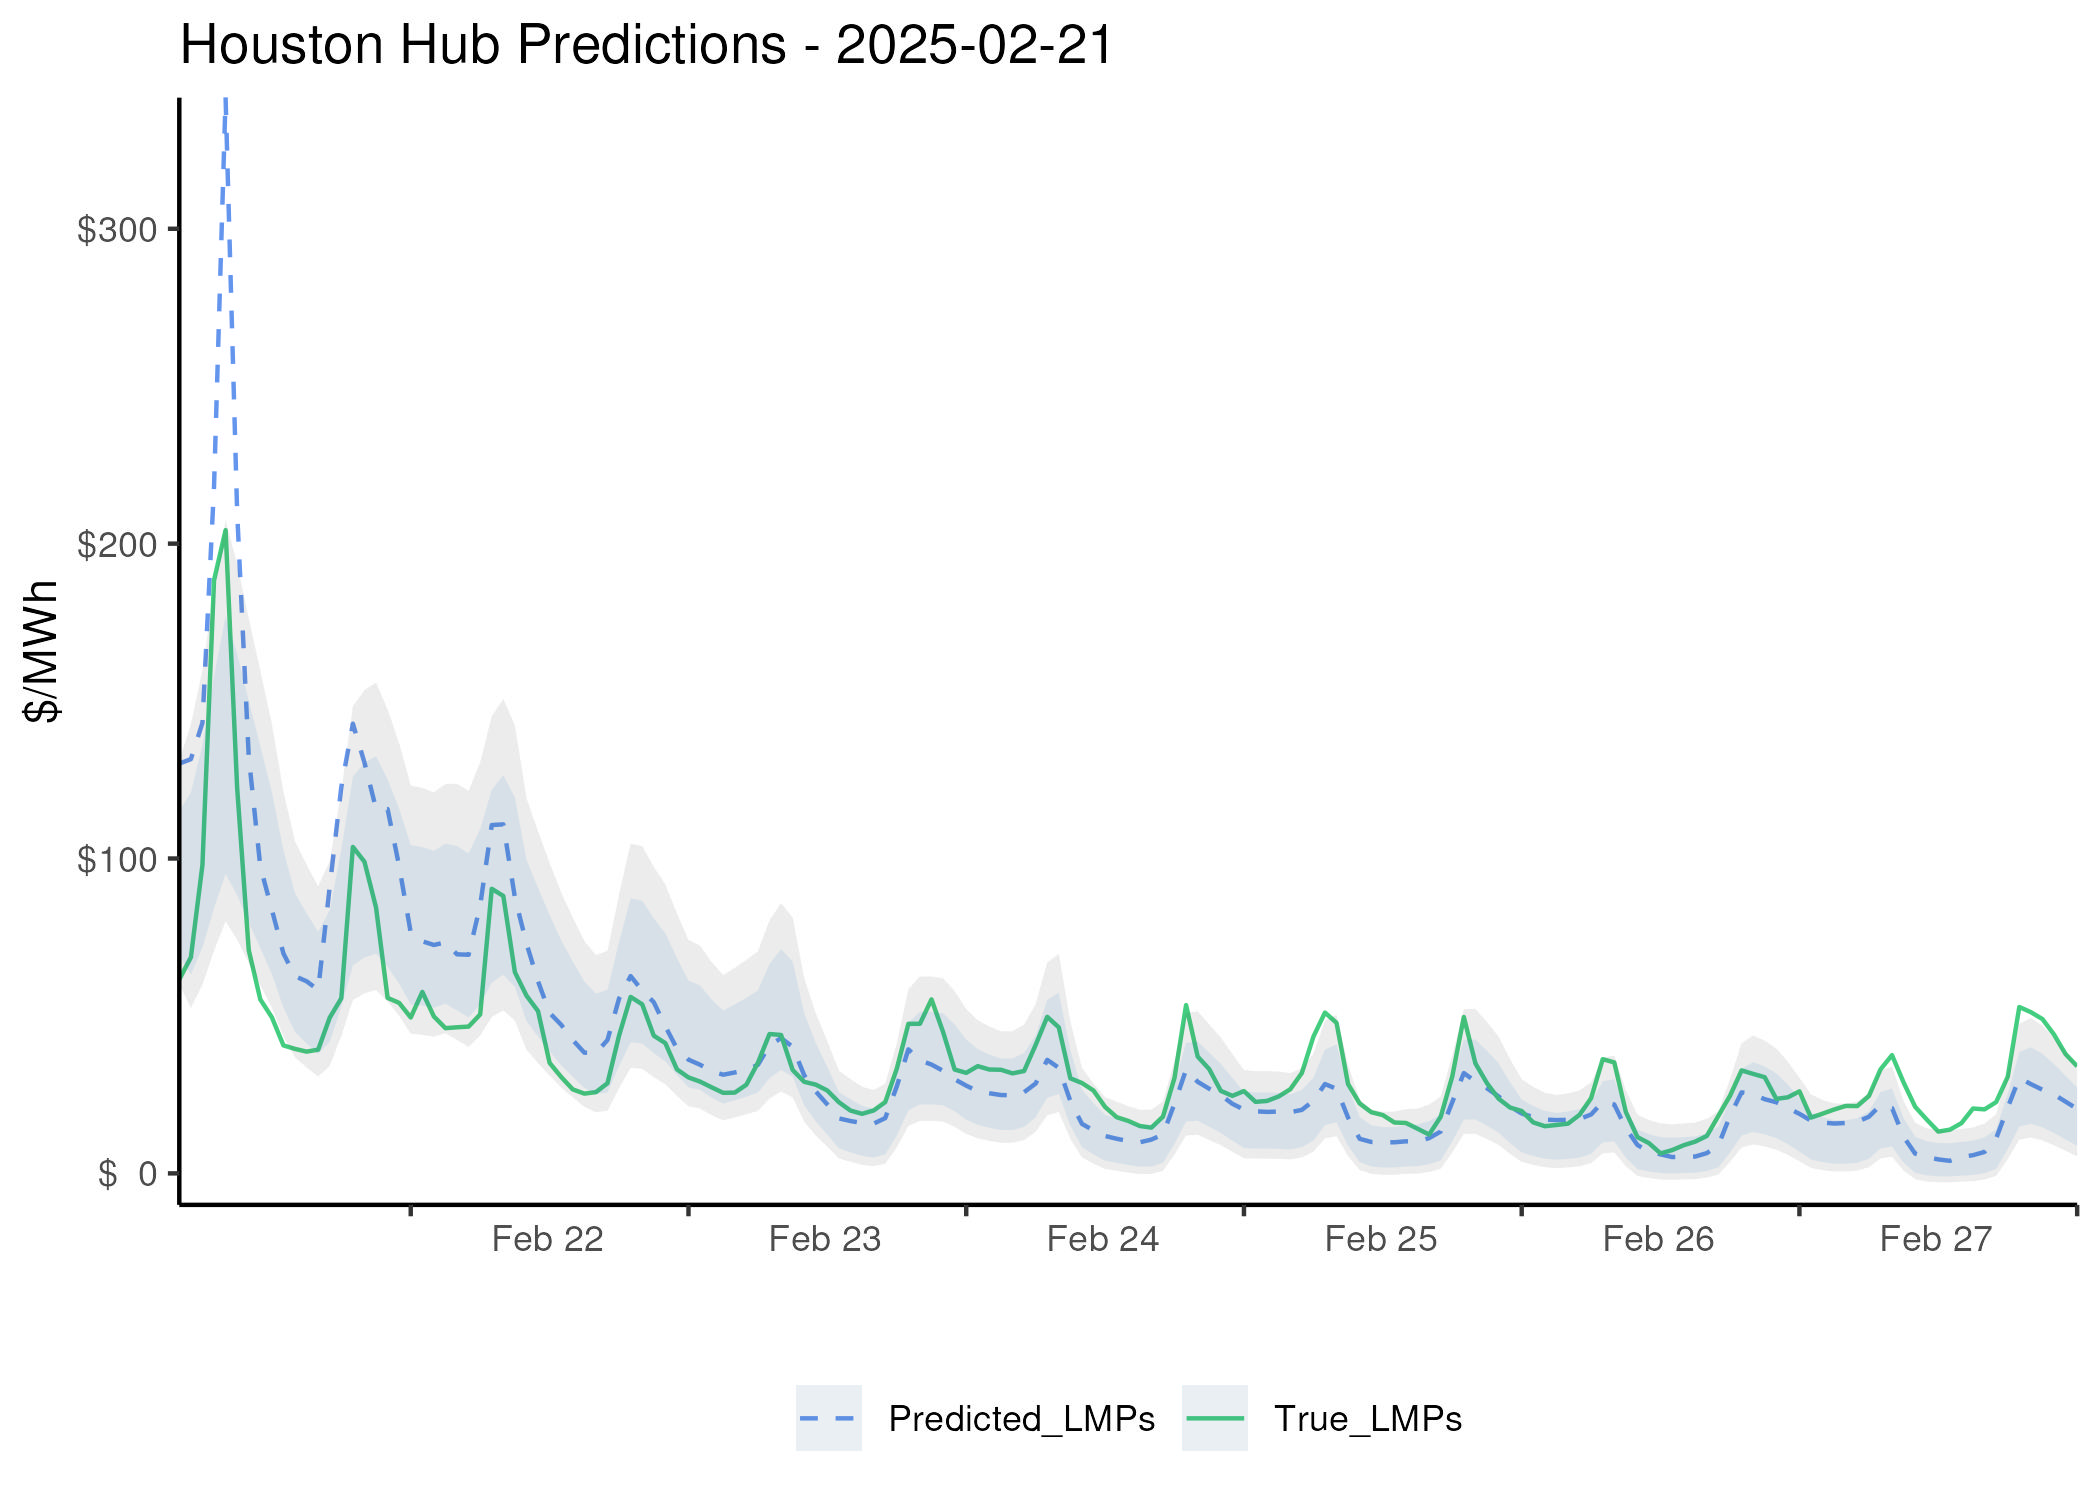 Houston Hub Predictions - 2025-02-21
$/MWh
$300
$200
$100
$ 0
Feb 22 Feb 23 Feb 24 Feb 25 Feb 26 Feb 27
Predicted_LMPs True_LMPs